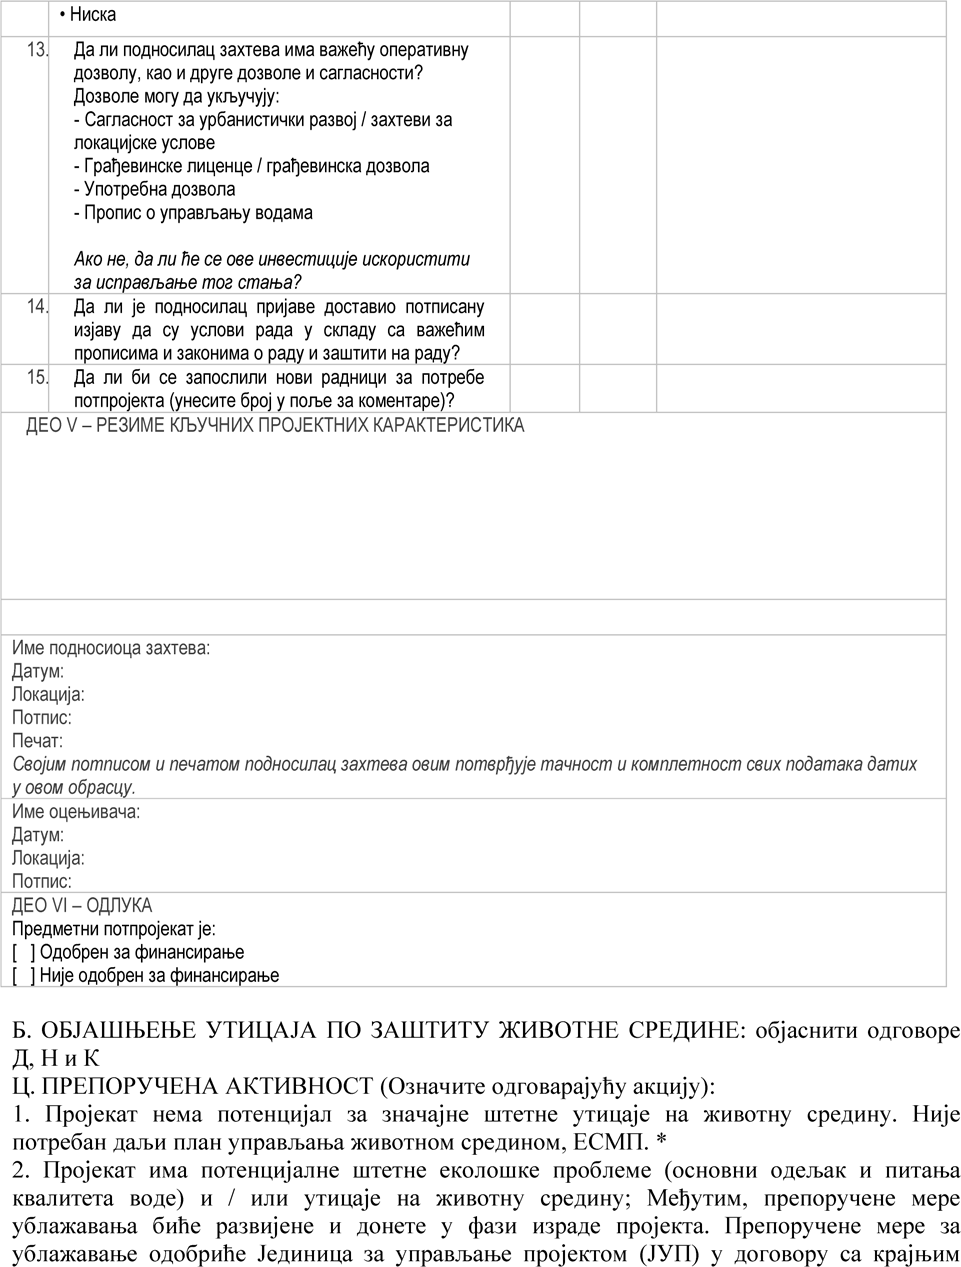 • Ниска
13. Да ли подносилац захтева има важећу оперативну
дозволу, као и друге дозволе и сагласности?
Дозволе могу да укључују:
- Сагласност за урбанистички развој / захтеви за
локацијске услове
- Грађевинске лиценце / грађевинска дозвола
- Употребна дозвола
- Пропис о управљању водама
Ако не, да ли ће се ове инвестиције искористити
за исправљање тог стања?
14. Да ли је подносилац пријаве доставио потписану
изјаву да су услови рада у складу са важећим
прописима и законима о раду и заштити на раду?
15. Да ли би се запослили нови радници за потребе
потпројекта (унесите број у поље за коментаре)?
ДЕО V – РЕЗИМЕ КЉУЧНИХ ПРОЈЕКТНИХ КАРАКТЕРИСТИКА
Име подносиоца захтева:
Датум:
Локација:
Потпис:
Печат:
Својим потписом и печатом подносилац захтева овим потврђује тачност и комплетност свих података датих
у овом обрасцу.
Име оцењивача:
Датум:
Локација:
Потпис:
ДЕО VI – ОДЛУКА
Предметни потпројекат је:
[ ] Одобрен за финансирање
[ ] Није одобрен за финансирање
Б. ОБЈАШЊЕЊЕ УТИЦАЈА ПО ЗАШТИТУ ЖИВОТНЕ СРЕДИНЕ: објаснити одговоре
Д, Н и К
Ц. ПРЕПОРУЧЕНА АКТИВНОСТ (Означите одговарајућу акцију):
1. Пројекат нема потенцијал за значајне штетне утицаје на животну средину. Није
потребан даљи план управљања животном средином, ЕСМП. *
2. Пројекат има потенцијалне штетне еколошке проблеме (основни одељак и питања
квалитета воде) и / или утицаје на животну средину; Међутим, препоручене мере
ублажавања биће развијене и донете у фази израде пројекта. Препоручене мере за
ублажавање одобриће Јединица за управљање пројектом (ЈУП) у договору са крајњим